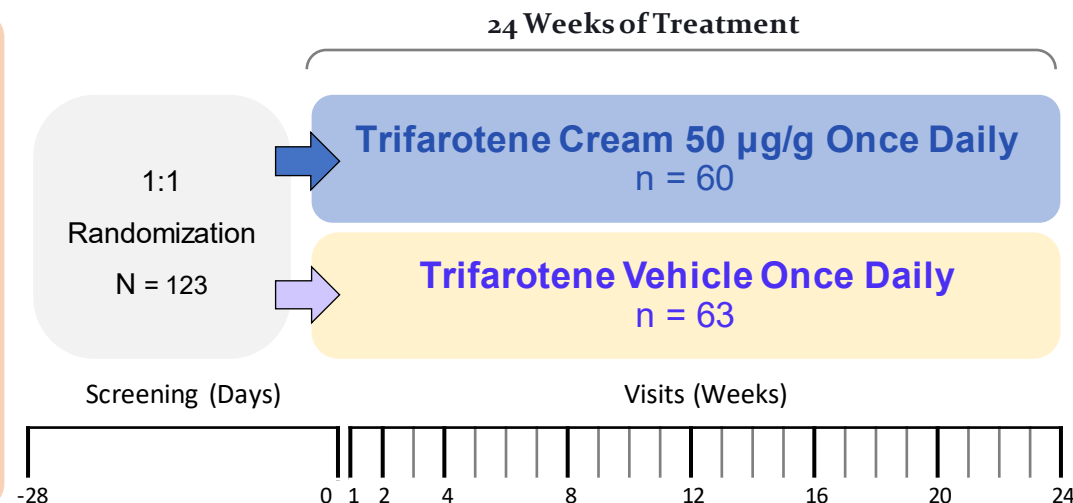 24 Weeks of Treatment
Trifarotene Cream 50 µg/g Once Daily
n = 60
1:1
Randomization
N = 123
Trifarotene Vehicle Once Daily
n = 63
Screening (Days)
Visits (Weeks)
-28 0 1 2 4 8 12 16 20 24